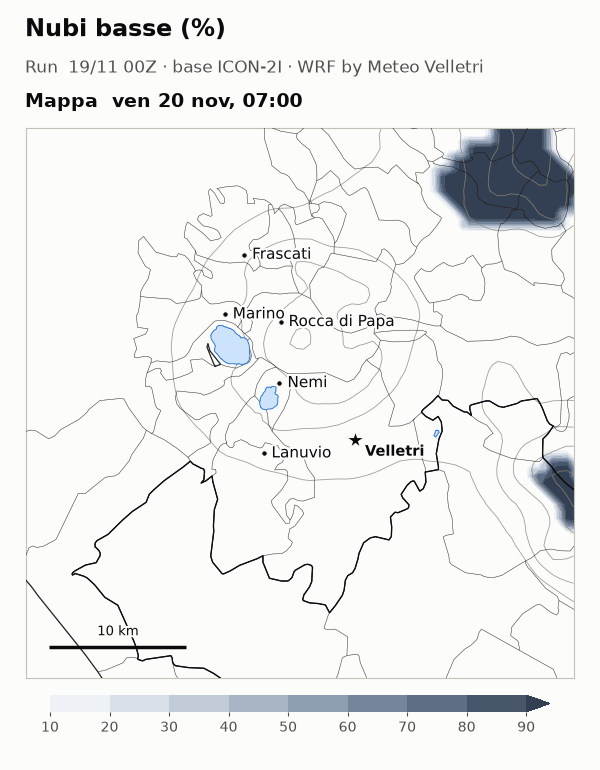 Nubi basse (%)
Run  19/11 00Z · base ICON-2I · WRF by Meteo Velletri
Mappa  ven 20 nov, 07:00
Frascati
Marino
Rocca di Papa
Nemi
Velletri
Lanuvio
10 km
10 20 30 40 50 60 70 80 90